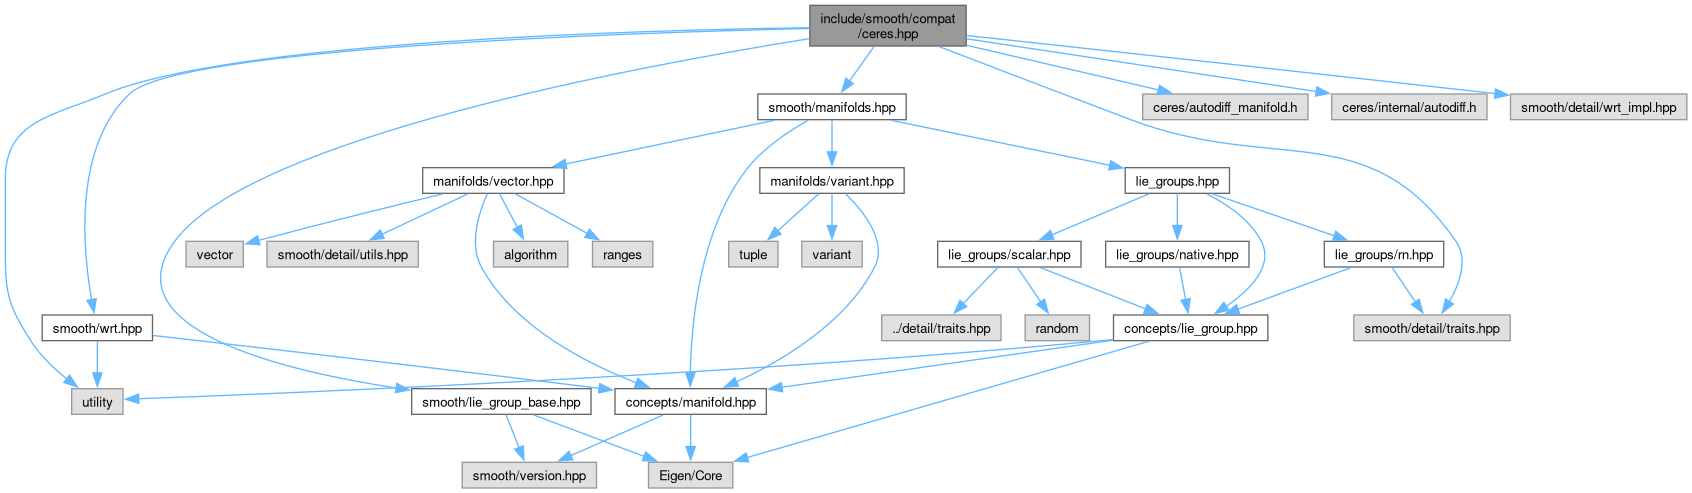 include/smooth/compat
/ceres.hpp
smooth/manifolds.hpp
ceres/autodiff_manifold.h
ceres/internal/autodiff.h
smooth/detail/wrt_impl.hpp
manifolds/vector.hpp
manifolds/variant.hpp
lie_groups.hpp
vector
smooth/detail/utils.hpp
algorithm
ranges
tuple
variant
lie_groups/scalar.hpp
lie_groups/native.hpp
lie_groups/rn.hpp
smooth/wrt.hpp
../detail/traits.hpp
random
concepts/lie_group.hpp
smooth/detail/traits.hpp
utility
smooth/lie_group_base.hpp
concepts/manifold.hpp
smooth/version.hpp
Eigen/Core